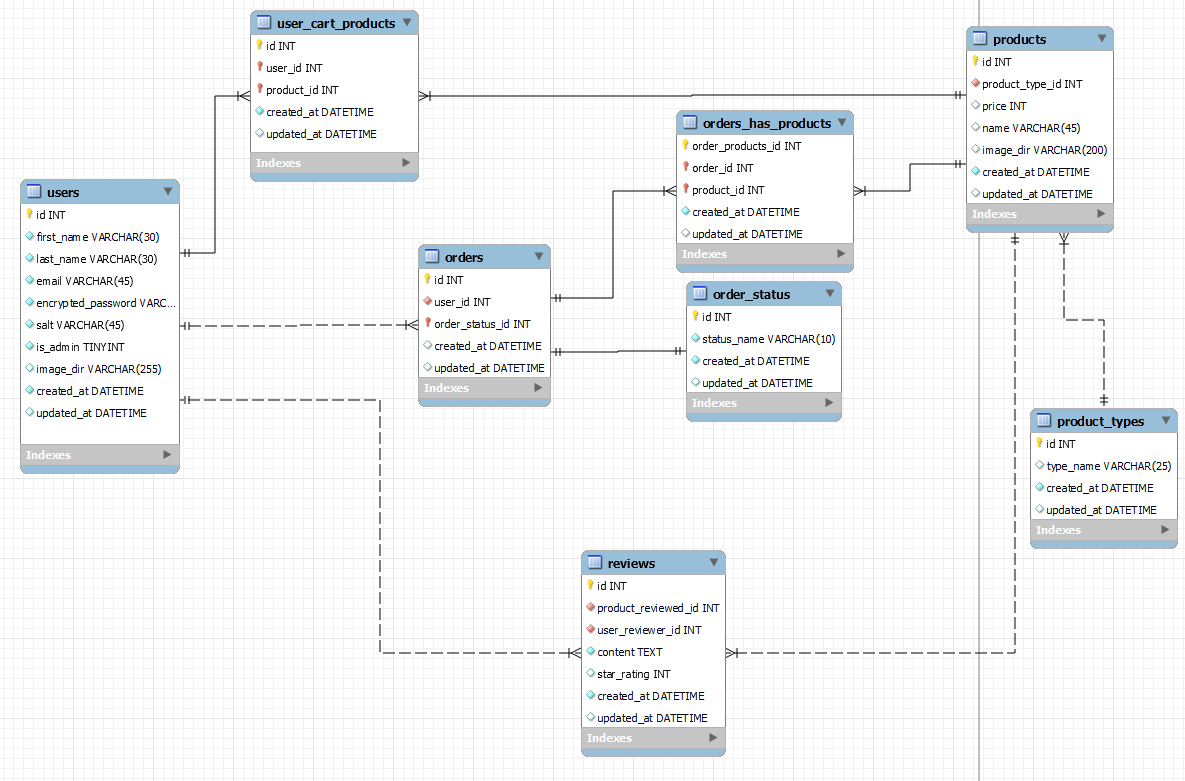 user_cart_products
id INT
user_id INT
product_id INT
created_at DATETIME
updated_at DATETIME
Indexes
products
id INT
product_type_id INT
price INT
name VARCHAR(45)
image_dir VARCHAR(200)
created_at DATETIME
updated_at DATETIME
Indexes
orders_has_products
order_products_id INT
order_id INT
product_id INT
created_at DATETIME
updated_at DATETIME
Indexes
users
id INT
first_name VARCHAR(30)
last_name VARCHAR(30)
email VARCHAR(45)
encrypted_password VARC...
salt VARCHAR(45)
is_admin TINYINT
image_dir VARCHAR(255)
created_at DATETIME
updated_at DATETIME
Indexes
orders
id INT
user_id INT
order_status_id INT
created_at DATETIME
updated_at DATETIME
Indexes
order_status
id INT
status_name VARCHAR(10)
created_at DATETIME
updated_at DATETIME
Indexes
product_types
id INT
type_name VARCHAR(25)
created_at DATETIME
updated_at DATETIME
Indexes
reviews
id INT
product_reviewed_id INT
user_reviewer_id INT
content TEXT
star_rating INT
created_at DATETIME
updated_at DATETIME
Indexes